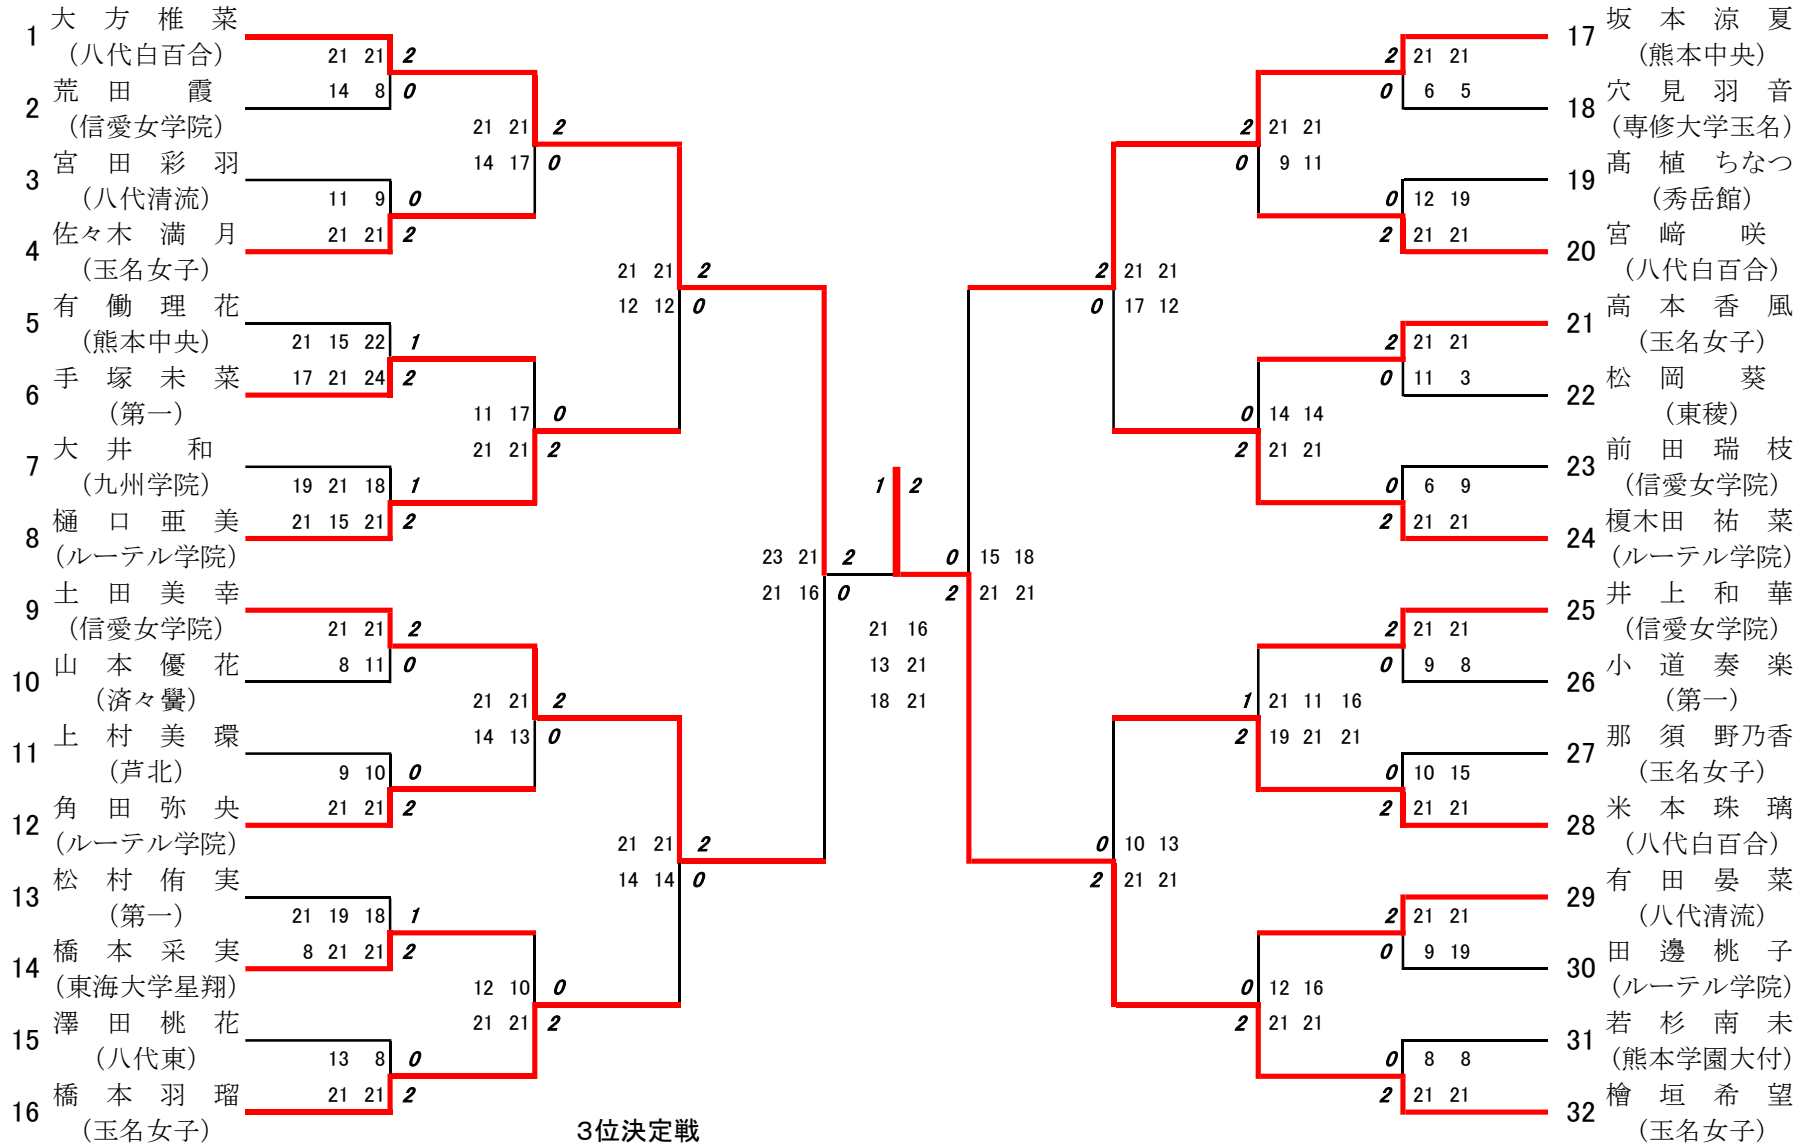 1 大方椎菜
(八代白百合)
21 21 2
14 8 0
2 荒田霞
(信愛女学院)
21 21 2
14 17 0
3 宮田彩羽
(八代清流)
11 9 0
21 21 2
4 佐々木満月
(玉名女子)
21 21 2
12 12 0
5 有働理花
(熊本中央)
21 15 22 1
17 21 24 2
6 手塚未菜
(第一)
11 17 0
21 21 2
7 大井和
(九州学院)
19 21 18 1
21 15 21 2
8 樋口亜美
(ルーテル学院)
23 21 2
21 16 0
9 土田美幸
(信愛女学院)
21 21 2
8 11 0
10 山本優花
(済々黌)
21 21 2
14 13 0
11 上村美環
(芦北)
9 10 0
21 21 2
12 角田弥央
(ルーテル学院)
21 21 2
14 14 0
13 松村侑実
(第一)
21 19 18 1
8 21 21 2
14 橋本采実
(東海大学星翔)
12 10 0
21 21 2
15 澤田桃花
(八代東)
13 8 0
21 21 2
16 橋本羽瑠
(玉名女子)
1 2
21 16
13 21
18 21
3位決定戦
17 坂本涼夏
(熊本中央)
2 21 21
0 6 5
18 穴見羽音
(専修大学玉名)
2 21 21
0 9 11
19 髙植ちなつ
(秀岳館)
0 12 19
2 21 21
20 宮﨑咲
(八代白百合)
2 21 21
0 17 12
21 高本香風
(玉名女子)
2 21 21
0 11 3
22 松岡葵
(東稜)
0 14 14
2 21 21
23 前田瑞枝
(信愛女学院)
0 6 9
2 21 21
24 榎木田祐菜
(ルーテル学院)
0 15 18
2 21 21
25 井上和華
(信愛女学院)
2 21 21
0 9 8
26 小道奏楽
(第一)
1 21 11 16
2 19 21 21
27 那須野乃香
(玉名女子)
0 10 15
2 21 21
28 米本珠璃
(八代白百合)
0 10 13
2 21 21
29 有田晏菜
(八代清流)
2 21 21
0 9 19
30 田邊桃子
(ルーテル学院)
0 12 16
2 21 21
31 若杉南未
(熊本学園大付)
0 8 8
2 21 21
32 檜垣希望
(玉名女子)